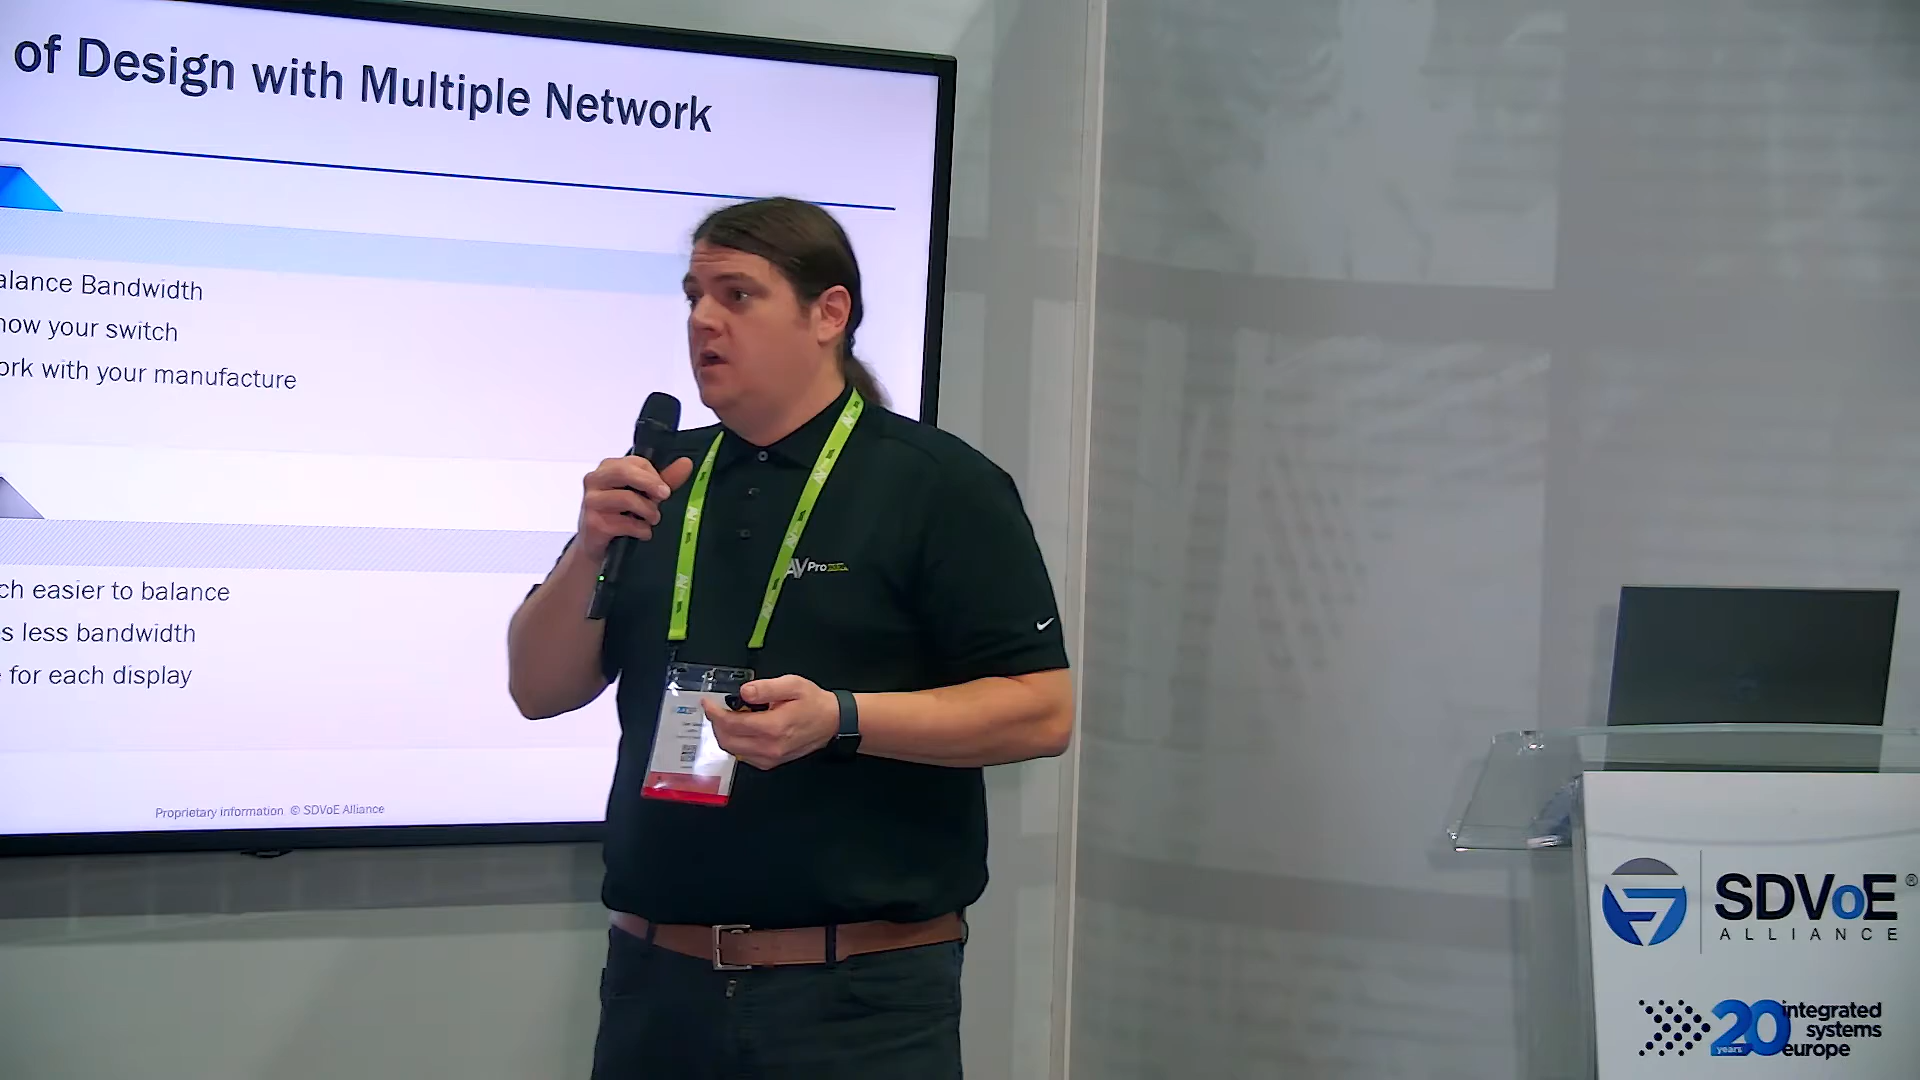 of Design with Multiple Network
alance Bandwidth
now your switch
ork with your manufacture
ch easier to balance
s less bandwidth
for each display
Proprietary information © SDVoE Alliance
AVPro
SDVoE®
ALLIANCE
20 years
integrated
systems
europe